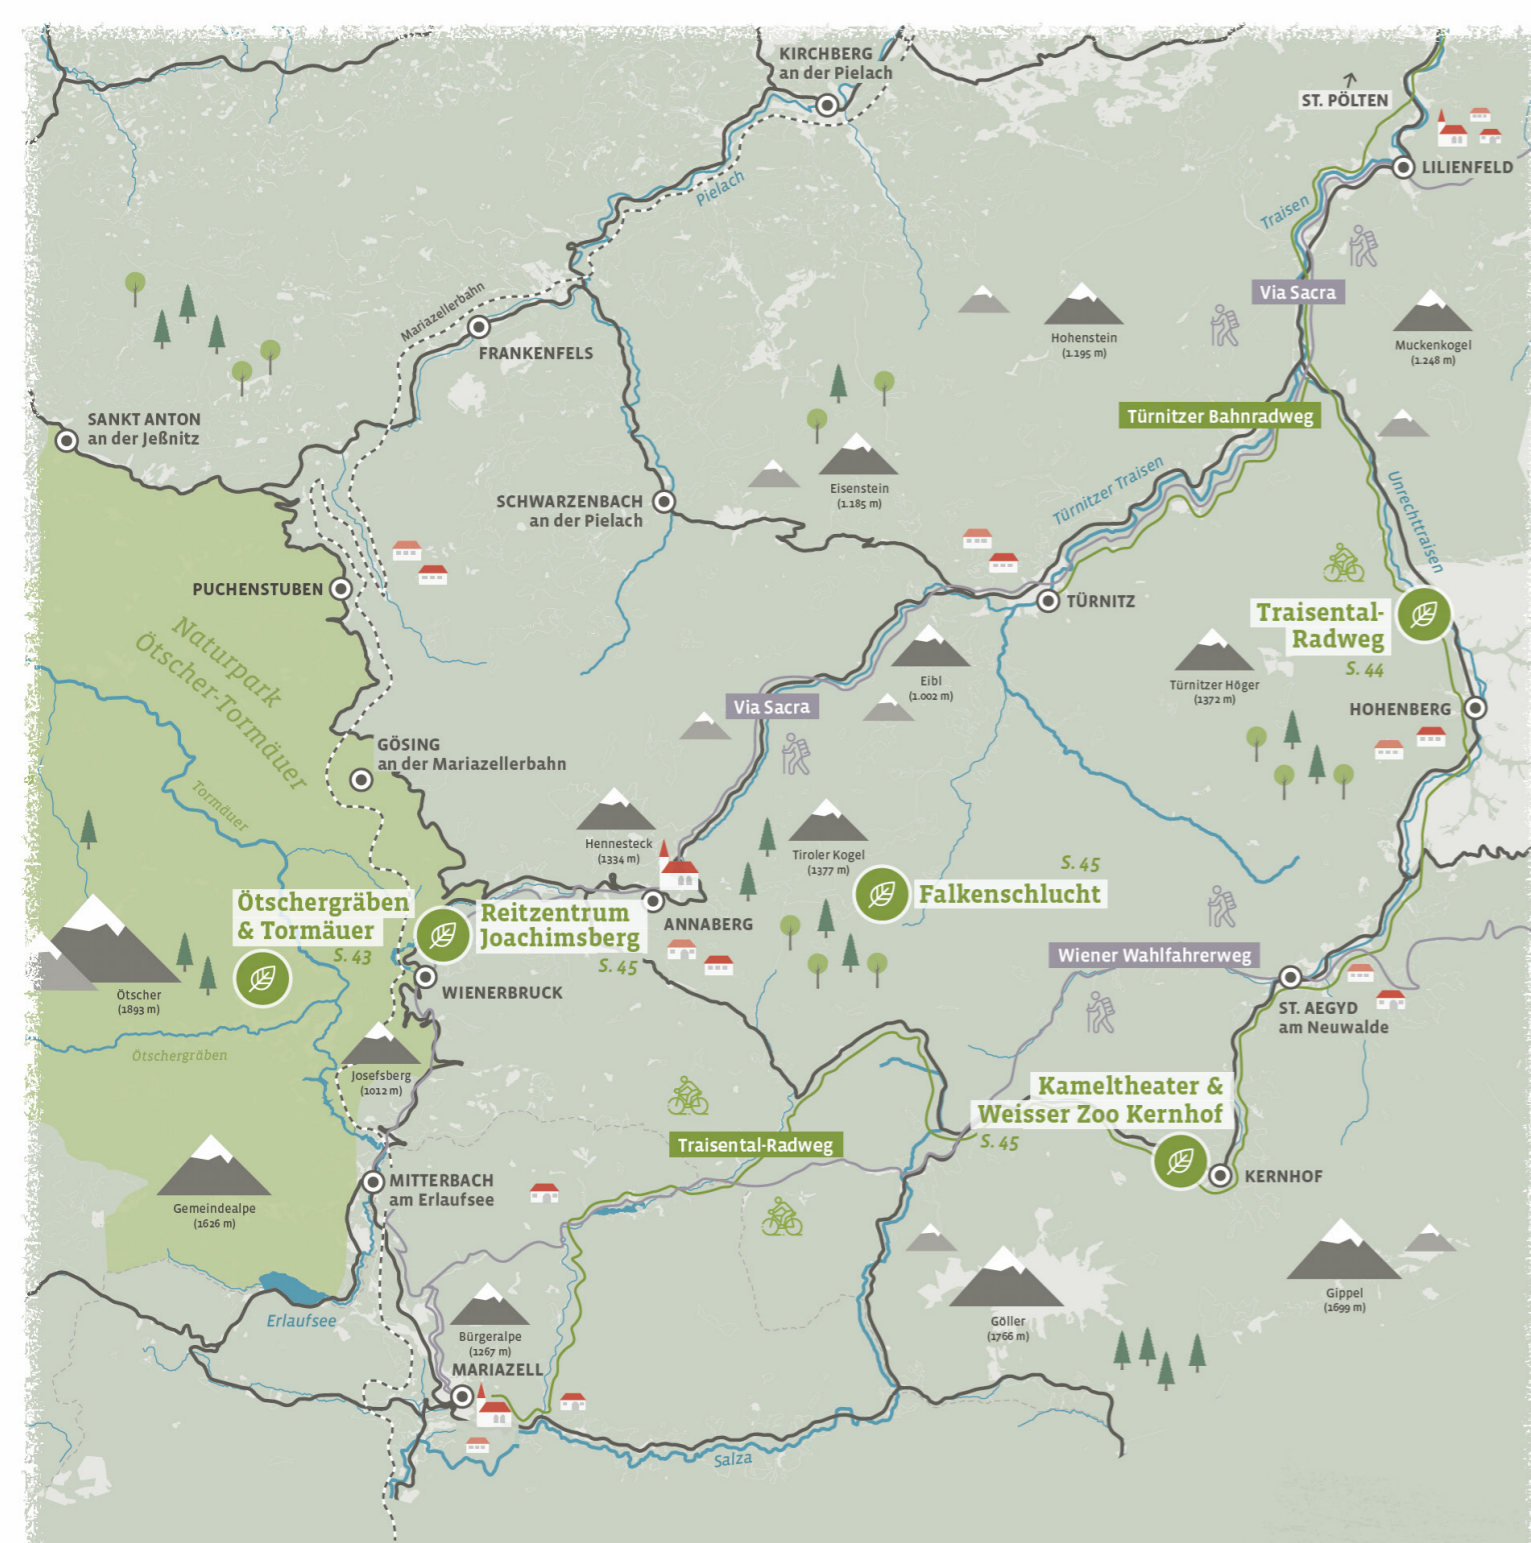 KIRCHBERG
an der Pielach
ST. PÖLTEN
LILIENFELD
Pielach
Traisen
Via Sacra
Mariazellerbahn
FRANKENFELS
Hohenstein
(1.195 m)
Muckenkogel
(1.248 m)
SANKT ANTON
an der Jeßnitz
Türnitzer Bahnradweg
Eisenstein
(1.185 m)
SCHWARZENBACH
an der Pielach
Türnitzer Traisen
Unrechttraisen
PUCHENSTUBEN
TÜRNITZ
Traisental-
Radweg
S. 44
Naturpark
Ötscher-Tormäuer
Eibl
(1.002 m)
Türnitzer Höger
(1372 m)
Via Sacra
HOHENBERG
GÖSING
an der Mariazellerbahn
Tormäuer
Hennesteck
(1334 m)
Tiroler Kogel
(1377 m)
S. 45
Falkenschlucht
Ötschergräben
& Tormäuer
S. 43
Reitzentrum
Joachimsberg
S. 45
ANNABERG
Wiener Wahlfahrerweg
Ötscher
(1893 m)
WIENERBRUCK
ST. AEGYD
am Neuwalde
Ötschergräben
Josefsberg
(1012 m)
Kameltheater &
Weisser Zoo Kernhof
S. 45
Traisental-Radweg
KERNHOF
MITTERBACH
am Erlaufsee
Gemeindealpe
(1626 m)
Göller
(1766 m)
Gippel
(1699 m)
Erlaufsee
Bürgeralpe
(1267 m)
MARIAZELL
Salza